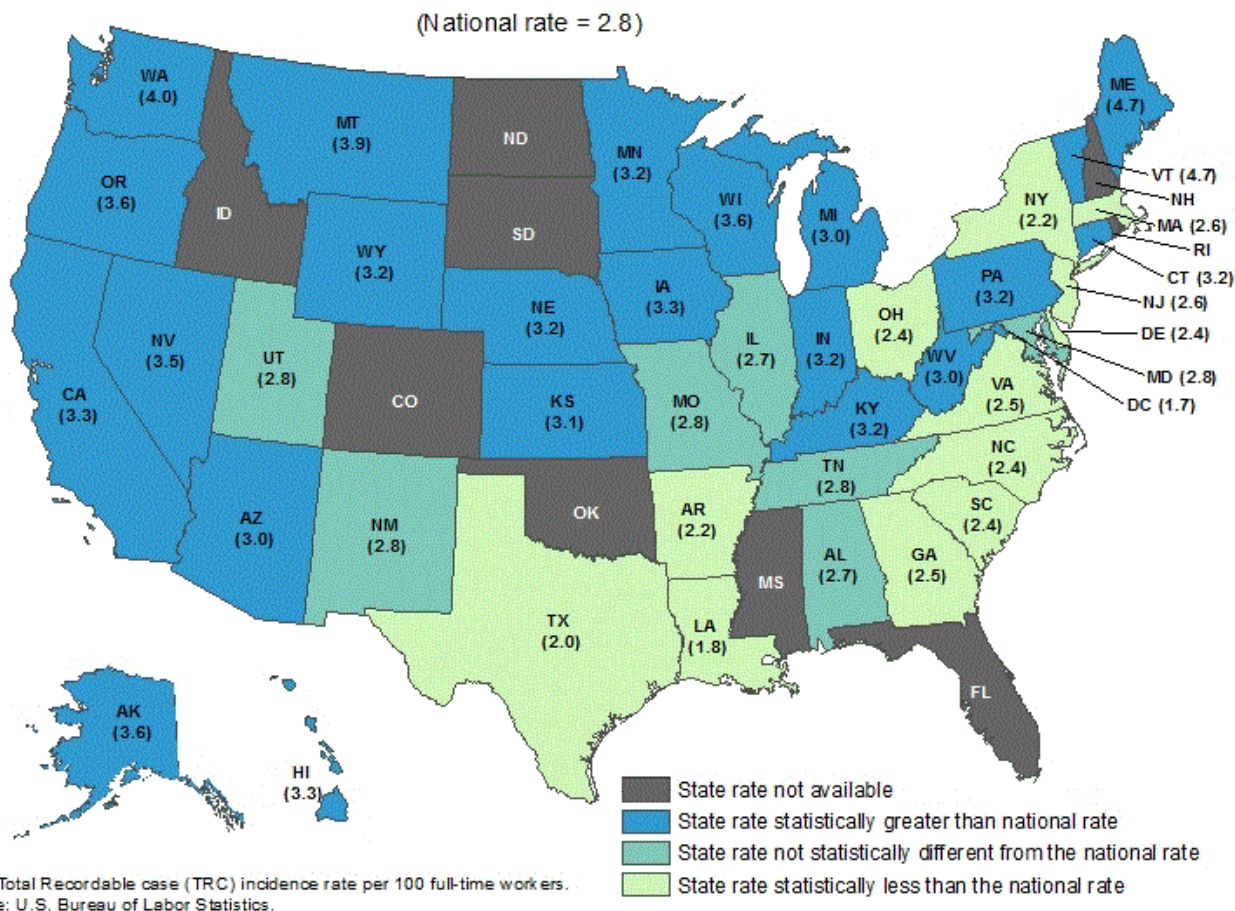 (National rate = 2.8)
WA
(4.0)
MT
(3.9)
ND
MN
(3.2)
ME
(4.7)
OR
(3.6)
ID
SD
WI
(3.6)
MI
(3.0)
NY
(2.2)
VT (4.7)
NH
MA (2.6)
RI
CT (3.2)
NJ (2.6)
DE (2.4)
MD (2.8)
DC (1.7)
WY
(3.2)
NE
(3.2)
IA
(3.3)
PA
(3.2)
NV
(3.5)
UT
(2.8)
CO
IL
(2.7)
IN
(3.2)
OH
(2.4)
WV
(3.0)
VA
(2.5)
CA
(3.3)
KS
(3.1)
MO
(2.8)
KY
(3.2)
NC
(2.4)
TN
(2.8)
SC
(2.4)
AZ
(3.0)
NM
(2.8)
OK
AR
(2.2)
MS
AL
(2.7)
GA
(2.5)
TX
(2.0)
LA
(1.8)
FL
AK
(3.6)
HI
(3.3)
State rate not available
State rate statistically greater than national rate
State rate not statistically different from the national rate
State rate statistically less than the national rate
Total Recordable case (TRC) incidence rate per 100 full-time workers.
e: U.S. Bureau of Labor Statistics.